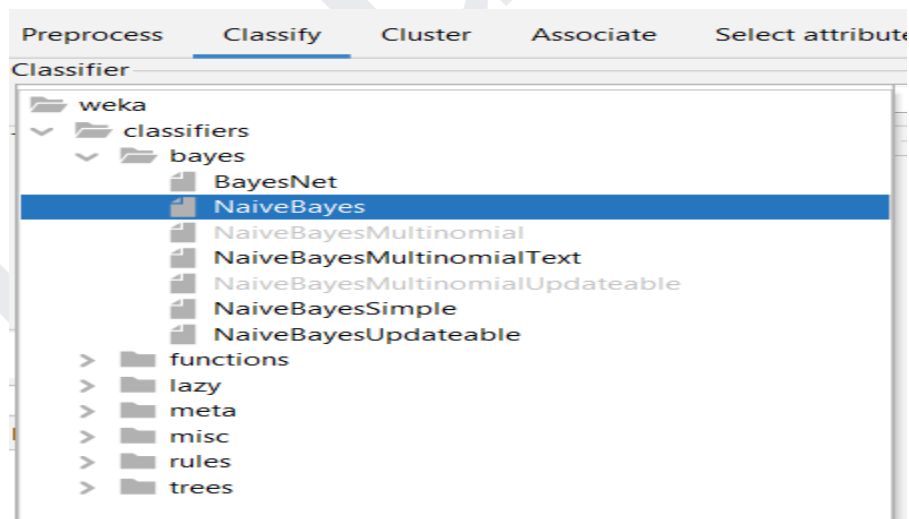 Preprocess Classify Cluster Associate Select attribute
Classifier
weka
classifiers
bayes
BayesNet
NaiveBayes
NaiveBayesMultinomial
NaiveBayesMultinomialText
NaiveBayesMultinomialUpdateable
NaiveBayesSimple
NaiveBayesUpdateable
functions
lazy
meta
misc
rules
trees